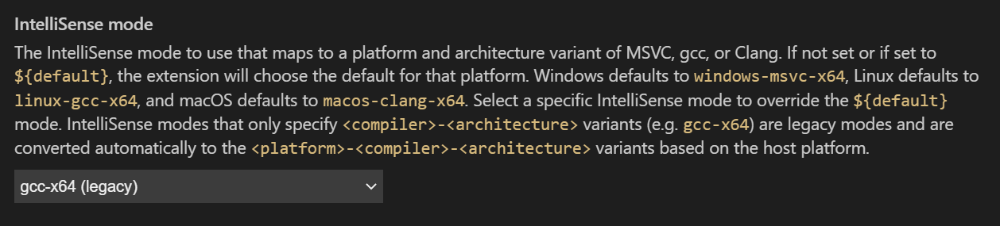 IntelliSense mode
The IntelliSense mode to use that maps to a platform and architecture variant of MSVC, gcc, or Clang. If not set or if set to
${default}, the extension will choose the default for that platform. Windows defaults to windows-msvc-x64, Linux defaults to
linux-gcc-x64, and macOS defaults to macos-clang-x64. Select a specific IntelliSense mode to override the ${default}
mode. IntelliSense modes that only specify <compiler>-<architecture> variants (e.g. gcc-x64) are legacy modes and are
converted automatically to the <platform>-<compiler>-<architecture> variants based on the host platform.
gcc-x64 (legacy)